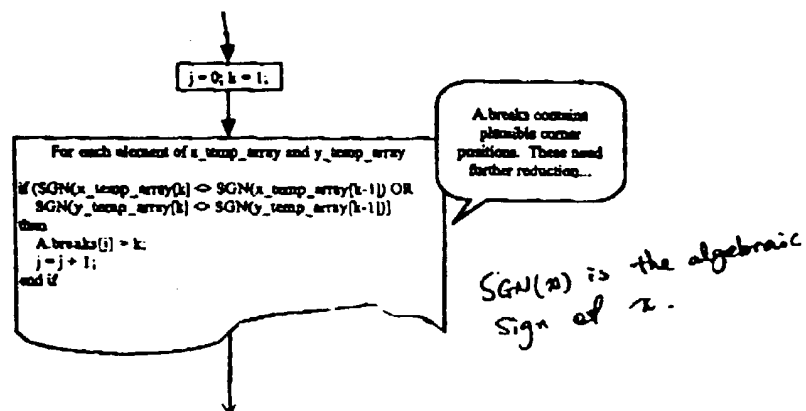 j = 0; k = 1;
For each element of x_temp_array and y_temp_array
if (SGN(x_temp_array[k] <> SGN(x_temp_array[k-1]) OR
SGN(y_temp_array[k] <> SGN(y_temp_array[k-1])]
then
A.breaks[j] = k;
j = j + 1;
end if
A.breaks contains
plausible corner
positions. These need
further reduction...
SGN(x) is the algebraic
sign of x.